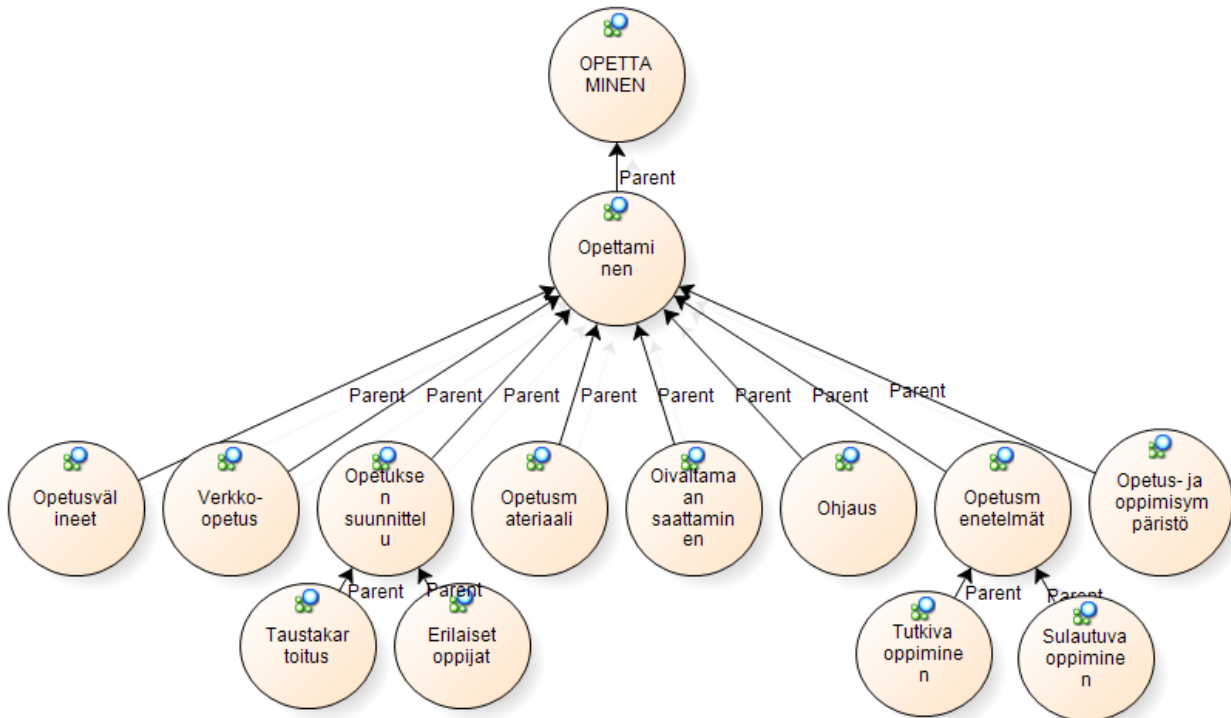 OPETTA
MINEN
Parent
Opettami
nen
Parent
Parent
Parent
Parent
Parent
Parent
Parent
Parent
Opetusväl
ineet
Verkko-
opetus
Opetuksen
suunnittel
u
Opetusm
ateriaali
Oivaltama
an
saattamin
en
Ohjaus
Opetusm
enetelmät
Opetus- ja
oppimisym
päristö
Parent
Parent
Parent
Parent
Taustakar
toitus
Erilaiset
oppijat
Tutkiva
oppimine
n
Sulautuva
oppimine
n